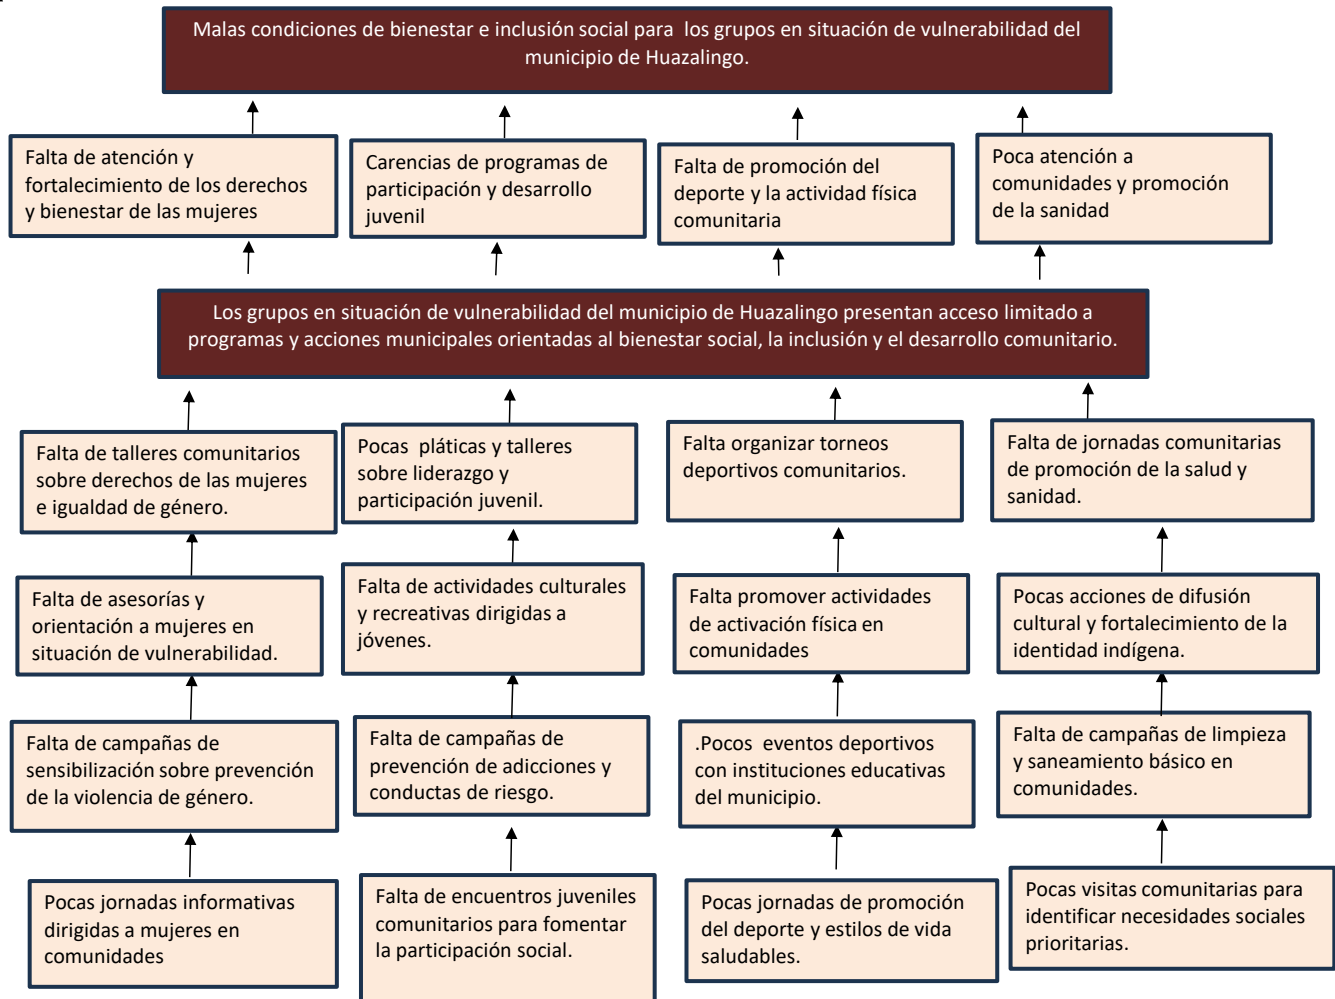 Malas condiciones de bienestar e inclusión social para  los grupos en situación de vulnerabilidad del
municipio de Huazalingo.
Falta de atención y
fortalecimiento de los derechos
y bienestar de las mujeres
Carencias de programas de
participación y desarrollo
juvenil
Falta de promoción del
deporte y la actividad física
comunitaria
Poca atención a
comunidades y promoción
de la sanidad
Los grupos en situación de vulnerabilidad del municipio de Huazalingo presentan acceso limitado a
programas y acciones municipales orientadas al bienestar social, la inclusión y el desarrollo comunitario.
Falta de talleres comunitarios
sobre derechos de las mujeres
e igualdad de género.
Pocas  pláticas y talleres
sobre liderazgo y
participación juvenil.
Falta organizar torneos
deportivos comunitarios.
Falta de jornadas comunitarias
de promoción de la salud y
sanidad.
Falta de asesorías y
orientación a mujeres en
situación de vulnerabilidad.
Falta de actividades culturales
y recreativas dirigidas a
jóvenes.
Falta promover actividades
de activación física en
comunidades
Pocas acciones de difusión
cultural y fortalecimiento de la
identidad indígena.
Falta de campañas de
sensibilización sobre prevención
de la violencia de género.
Falta de campañas de
prevención de adicciones y
conductas de riesgo.
.Pocos  eventos deportivos
con instituciones educativas
del municipio.
Falta de campañas de limpieza
y saneamiento básico en
comunidades.
Pocas jornadas informativas
dirigidas a mujeres en
comunidades
Falta de encuentros juveniles
comunitarios para fomentar
la participación social.
Pocas jornadas de promoción
del deporte y estilos de vida
saludables.
Pocas visitas comunitarias para
identificar necesidades sociales
prioritarias.